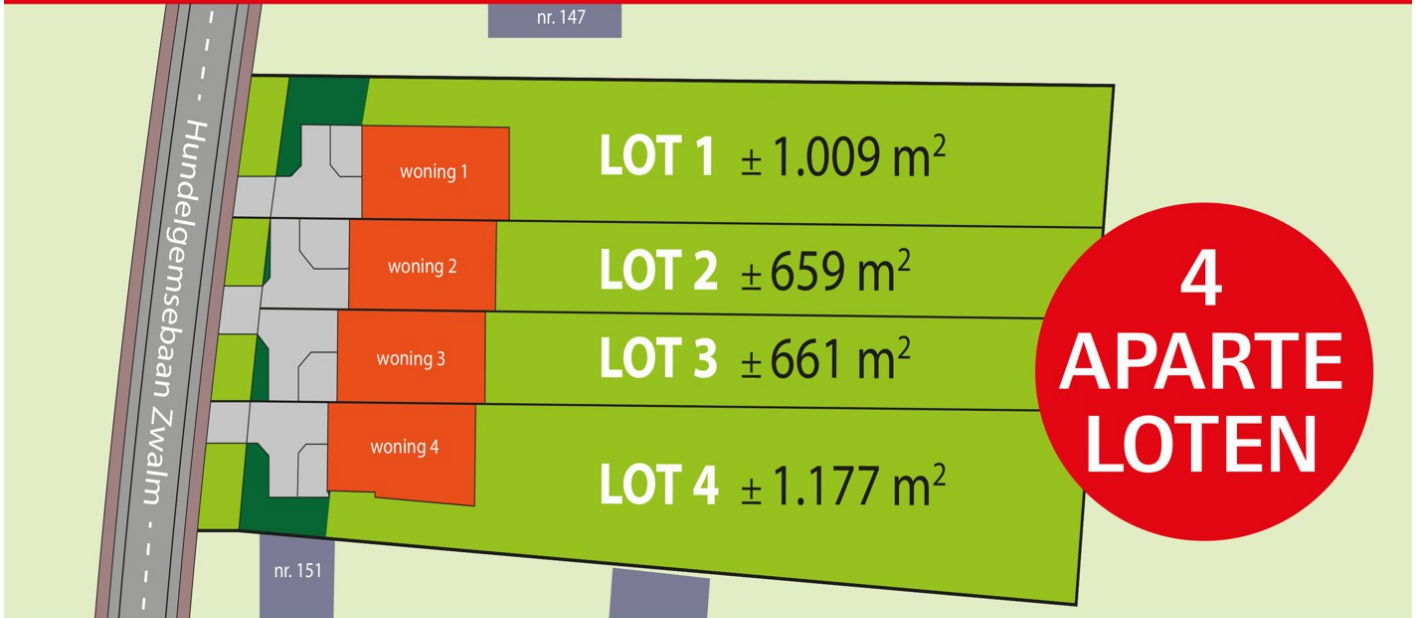 nr. 147
Hundelgemsebaan Zwalm
woning 1
LOT 1 ± 1.009 m²
woning 2
LOT 2 ± 659 m²
woning 3
LOT 3 ± 661 m²
woning 4
LOT 4 ± 1.177 m²
4
APARTE
LOTEN
nr. 151